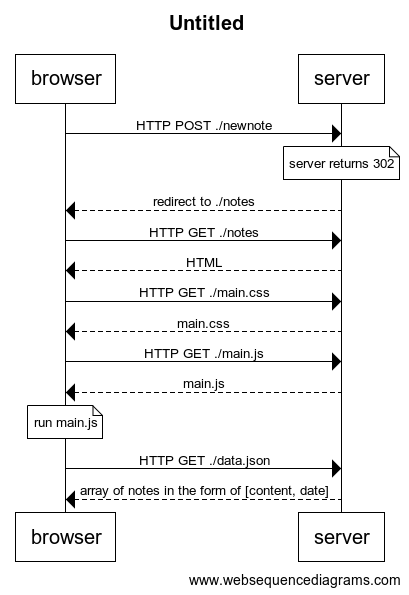 Untitled
browser
server
HTTP POST ./newnote
server returns 302
redirect to ./notes
HTTP GET ./notes
HTML
HTTP GET ./main.css
main.css
HTTP GET ./main.js
main.js
run main.js
HTTP GET ./data.json
array of notes in the form of [content, date]
browser
server
www.websequencediagrams.com